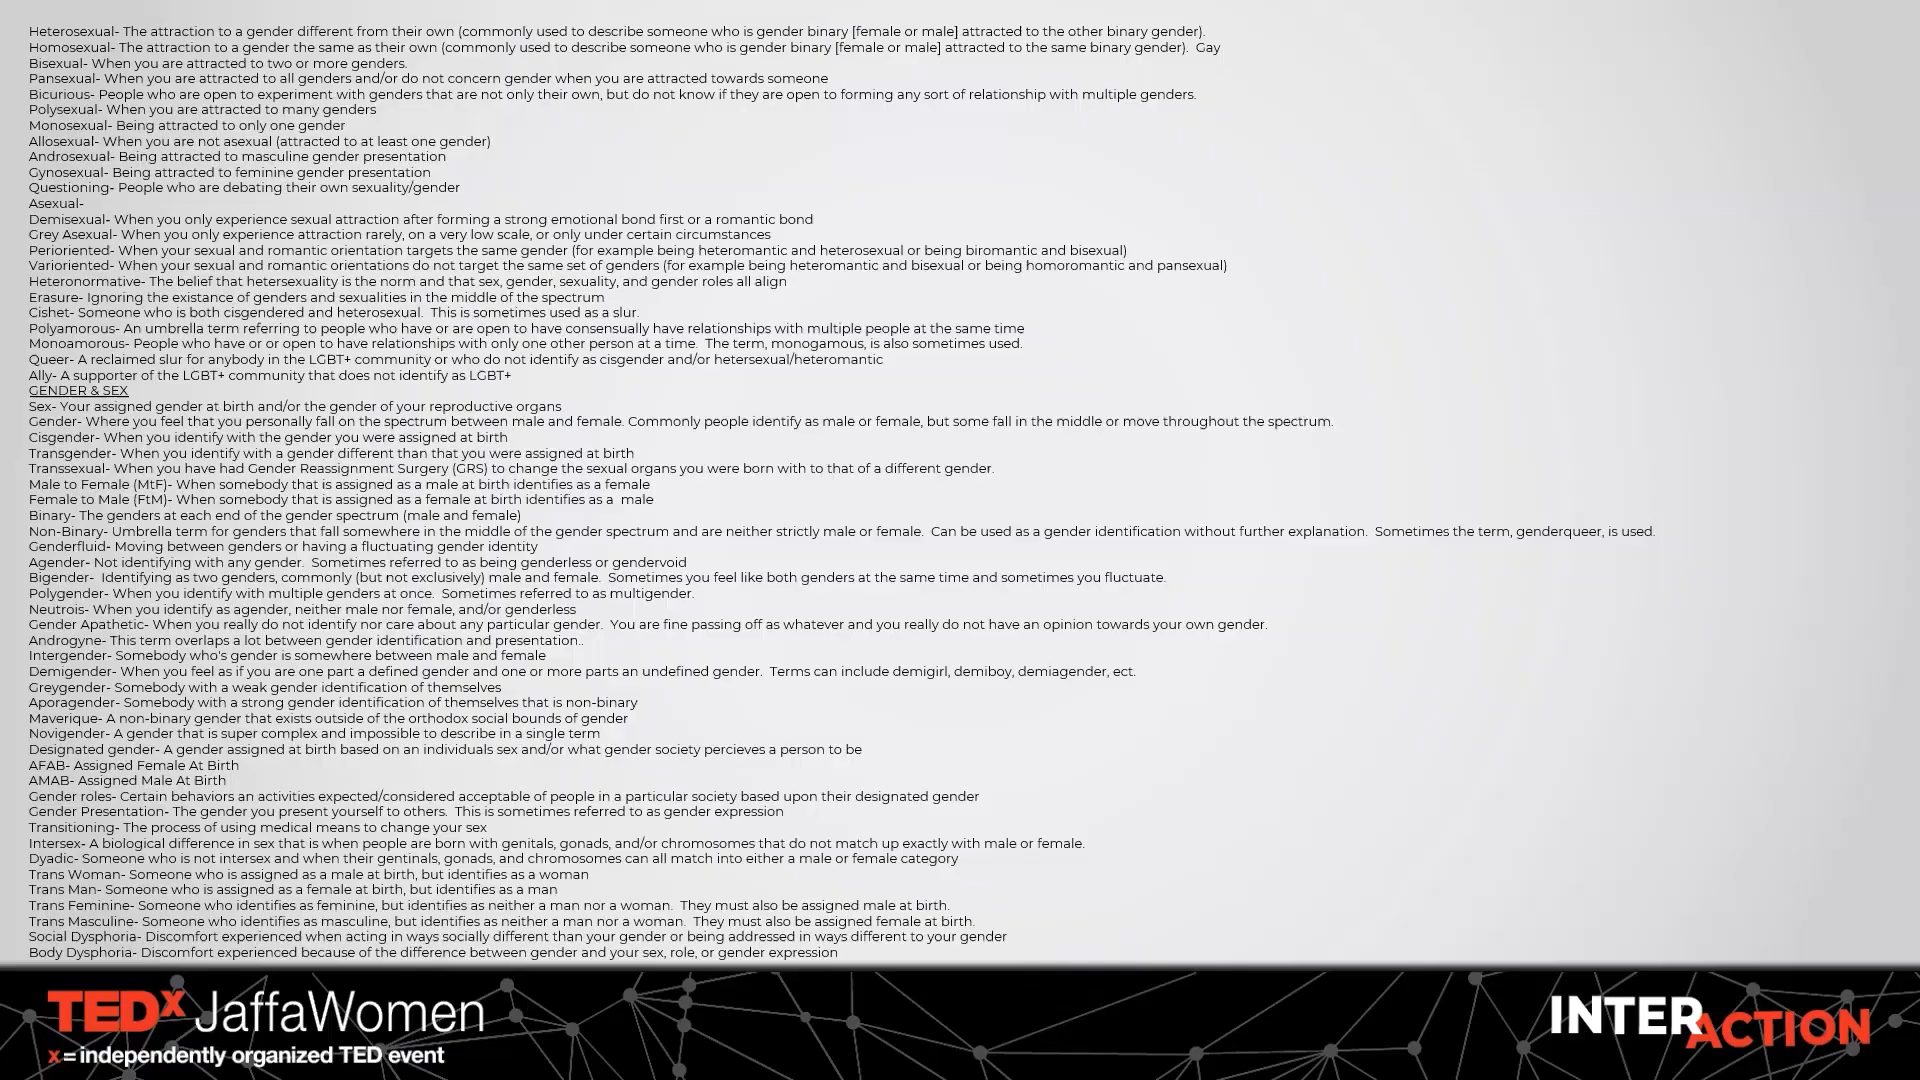 Heterosexual- The attraction to a gender different from their own (commonly used to describe someone who is gender binary [female or male] attracted to the other binary gender).
Homosexual- The attraction to a gender the same as their own (commonly used to describe someone who is gender binary [female or male] attracted to the same binary gender).  Gay
Bisexual- When you are attracted to two or more genders.
Pansexual- When you are attracted to all genders and/or do not concern gender when you are attracted towards someone
Bicurious- People who are open to experiment with genders that are not only their own, but do not know if they are open to forming any sort of relationship with multiple genders.
Polysexual- When you are attracted to many genders
Monosexual- Being attracted to only one gender
Allosexual- When you are not asexual (attracted to at least one gender)
Androsexual- Being attracted to masculine gender presentation
Gynosexual- Being attracted to feminine gender presentation
Questioning- People who are debating their own sexuality/gender
Asexual-
Demisexual- When you only experience sexual attraction after forming a strong emotional bond first or a romantic bond
Grey Asexual- When you only experience attraction rarely, on a very low scale, or only under certain circumstances
Perioriented- When your sexual and romantic orientation targets the same gender (for example being heteromantic and heterosexual or being biromantic and bisexual)
Varioriented- When your sexual and romantic orientations do not target the same set of genders (for example being heteromantic and bisexual or being homoromantic and pansexual)
Heteronormative- The belief that hetersexuality is the norm and that sex, gender, sexuality, and gender roles all align
Erasure- Ignoring the existance of genders and sexualities in the middle of the spectrum
Cishet- Someone who is both cisgendered and heterosexual.  This is sometimes used as a slur.
Polyamorous- An umbrella term referring to people who have or are open to have consensually have relationships with multiple people at the same time
Monoamorous- People who have or or open to have relationships with only one other person at a time.  The term, monogamous, is also sometimes used.
Queer- A reclaimed slur for anybody in the LGBT+ community or who do not identify as cisgender and/or hetersexual/heteromantic
Ally- A supporter of the LGBT+ community that does not identify as LGBT+
GENDER & SEX
Sex- Your assigned gender at birth and/or the gender of your reproductive organs
Gender- Where you feel that you personally fall on the spectrum between male and female. Commonly people identify as male or female, but some fall in the middle or move throughout the spectrum.
Cisgender- When you identify with the gender you were assigned at birth
Transgender- When you identify with a gender different than that you were assigned at birth
Transsexual- When you have had Gender Reassignment Surgery (GRS) to change the sexual organs you were born with to that of a different gender.
Male to Female (MtF)- When somebody that is assigned as a male at birth identifies as a female
Female to Male (FtM)- When somebody that is assigned as a female at birth identifies as a  male
Binary- The genders at each end of the gender spectrum (male and female)
Non-Binary- Umbrella term for genders that fall somewhere in the middle of the gender spectrum and are neither strictly male or female.  Can be used as a gender identification without further explanation.  Sometimes the term, genderqueer, is used.
Genderfluid- Moving between genders or having a fluctuating gender identity
Agender- Not identifying with any gender.  Sometimes referred to as being genderless or gendervoid
Bigender-  Identifying as two genders, commonly (but not exclusively) male and female.  Sometimes you feel like both genders at the same time and sometimes you fluctuate.
Polygender- When you identify with multiple genders at once.  Sometimes referred to as multigender.
Neutrois- When you identify as agender, neither male nor female, and/or genderless
Gender Apathetic- When you really do not identify nor care about any particular gender.  You are fine passing off as whatever and you really do not have an opinion towards your own gender.
Androgyne- This term overlaps a lot between gender identification and presentation..
Intergender- Somebody who's gender is somewhere between male and female
Demigender- When you feel as if you are one part a defined gender and one or more parts an undefined gender.  Terms can include demigirl, demiboy, demiagender, ect.
Greygender- Somebody with a weak gender identification of themselves
Aporagender- Somebody with a strong gender identification of themselves that is non-binary
Maverique- A non-binary gender that exists outside of the orthodox social bounds of gender
Novigender- A gender that is super complex and impossible to describe in a single term
Designated gender- A gender assigned at birth based on an individuals sex and/or what gender society percieves a person to be
AFAB- Assigned Female At Birth
AMAB- Assigned Male At Birth
Gender roles- Certain behaviors an activities expected/considered acceptable of people in a particular society based upon their designated gender
Gender Presentation- The gender you present yourself to others.  This is sometimes referred to as gender expression
Transitioning- The process of using medical means to change your sex
Intersex- A biological difference in sex that is when people are born with genitals, gonads, and/or chromosomes that do not match up exactly with male or female.
Dyadic- Someone who is not intersex and when their gentinals, gonads, and chromosomes can all match into either a male or female category
Trans Woman- Someone who is assigned as a male at birth, but identifies as a woman
Trans Man- Someone who is assigned as a female at birth, but identifies as a man
Trans Feminine- Someone who identifies as feminine, but identifies as neither a man nor a woman.  They must also be assigned male at birth.
Trans Masculine- Someone who identifies as masculine, but identifies as neither a man nor a woman.  They must also be assigned female at birth.
Social Dysphoria- Discomfort experienced when acting in ways socially different than your gender or being addressed in ways different to your gender
Body Dysphoria- Discomfort experienced because of the difference between gender and your sex, role, or gender expression
TEDx JaffaWomen
x = independently organized TED event
INTERACTION